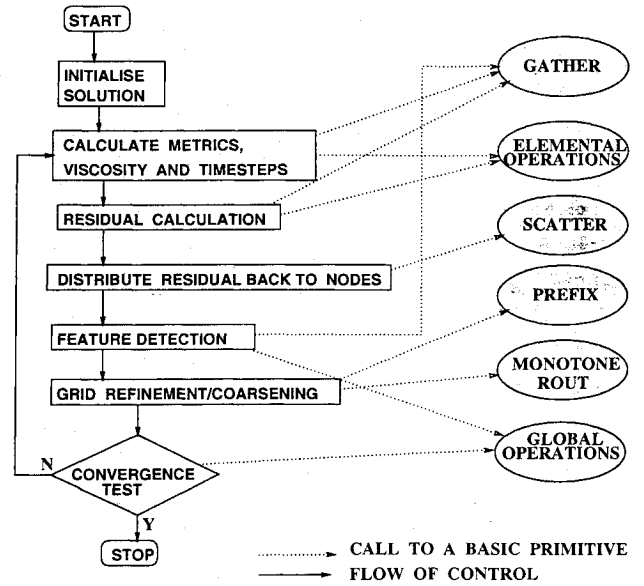 START
INITIALISE
SOLUTION
CALCULATE METRICS,
VISCOSITY AND TIMESTEPS
RESIDUAL CALCULATION
DISTRIBUTE RESIDUAL BACK TO NODES
FEATURE DETECTION
GRID REFINEMENT/COARSENING
N
CONVERGENCE
TEST
Y
STOP
GATHER
ELEMENTAL
OPERATIONS
SCATTER
PREFIX
MONOTONE
ROUT
GLOBAL
OPERATIONS
CALL TO A BASIC PRIMITIVE
FLOW OF CONTROL